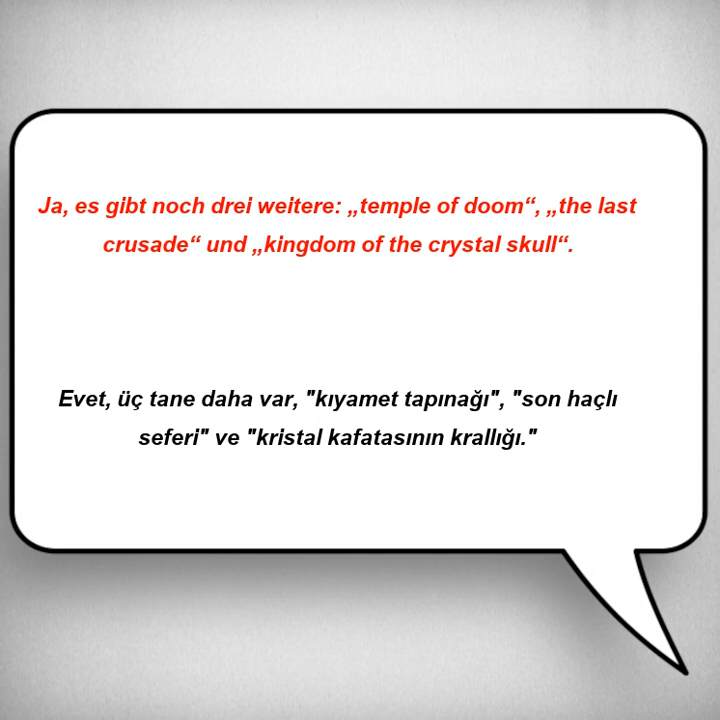 Ja, es gibt noch drei weitere: „temple of doom“, „the last
crusade“ und „kingdom of the crystal skull“.
Evet, üç tane daha var, "kıyamet tapınağı", "son haçlı
seferi" ve "kristal kafatasının krallığı."